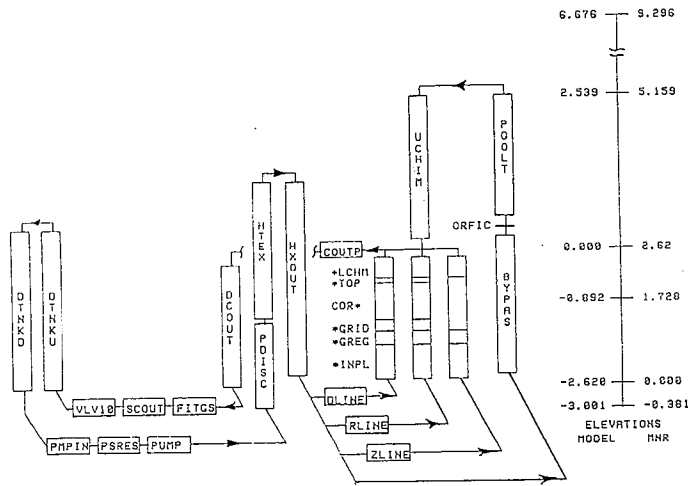 6.676 9.296
2.539 5.159
UCHIM
PQOLT
ORFIC
HTEX
HXOUT
COUTP
0.000 2.62
*LCHM
*TOP
DTNKD
DTNKU
DCOUT
BYPAS
COR*
-0.892 1.728
*GRID
*GREG
PDISC
*INPL
-2.620 0.000
DLINE
VLV10 SCOUT FITGS
-3.001 -0.381
RLINE
ELEVATIONS
MODEL MNR
PMPIN PSRES PUMP
ZLINE